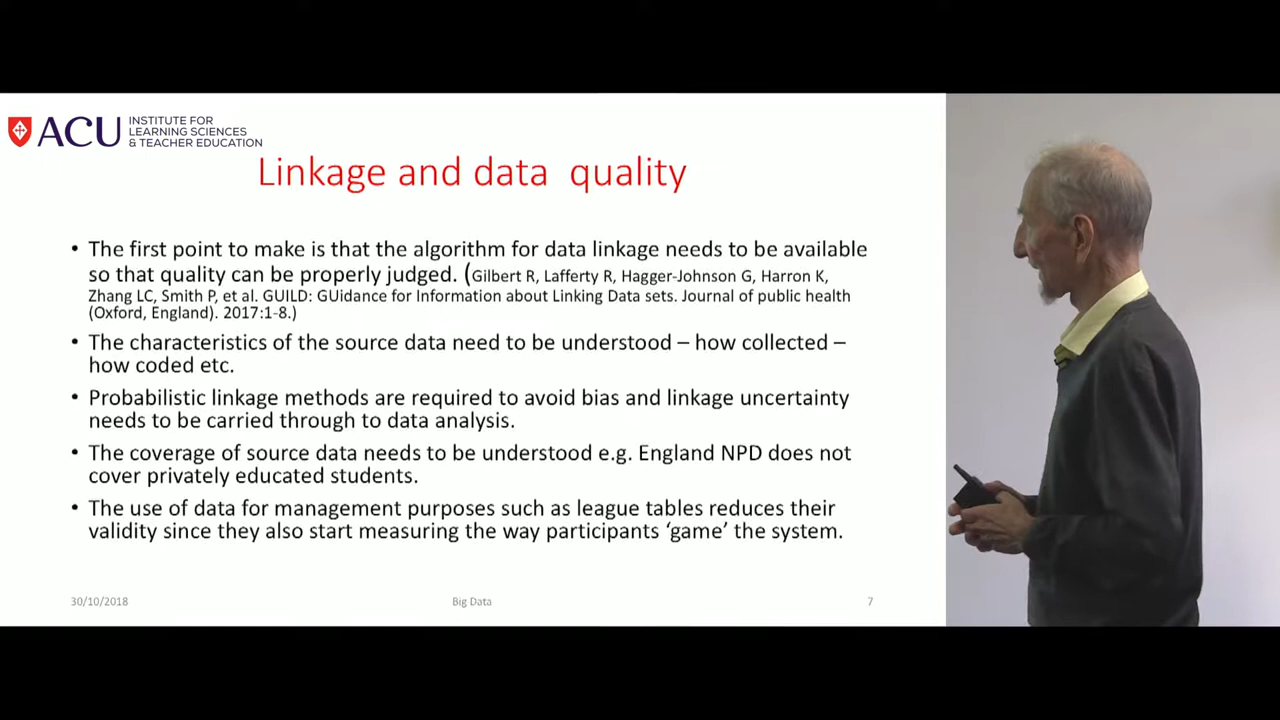 ACU
INSTITUTE FOR
LEARNING SCIENCES
& TEACHER EDUCATION
Linkage and data quality
• The first point to make is that the algorithm for data linkage needs to be available
so that quality can be properly judged. (Gilbert R, Lafferty R, Hagger-Johnson G, Harron K,
Zhang LC, Smith P, et al. GUILD: GUidance for Information about Linking Data sets. Journal of public health
(Oxford, England). 2017:1-8.)
• The characteristics of the source data need to be understood – how collected –
how coded etc.
• Probabilistic linkage methods are required to avoid bias and linkage uncertainty
needs to be carried through to data analysis.
• The coverage of source data needs to be understood e.g. England NPD does not
cover privately educated students.
• The use of data for management purposes such as league tables reduces their
validity since they also start measuring the way participants ‘game’ the system.
30/10/2018
Big Data
7